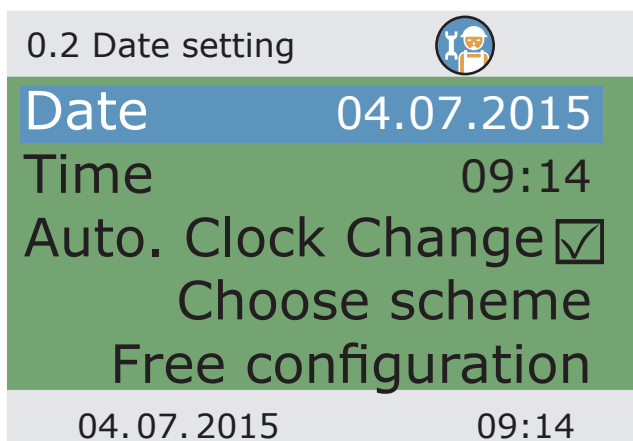 0.2 Date setting
Date 04.07.2015
Time 09:14
Auto. Clock Change
Choose scheme
Free configuration
04.07.2015 09:14